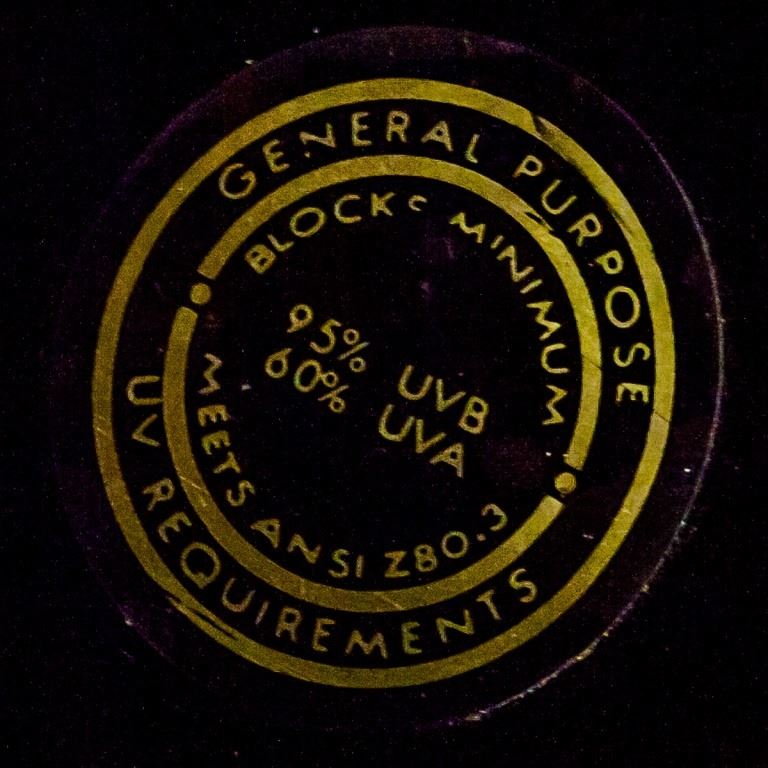 GENERAL PURPOSE
UV REQUIREMENTS
BLOCKS MINIMUM
95% UVB
60% UVA
MEETS ANSI Z80.3